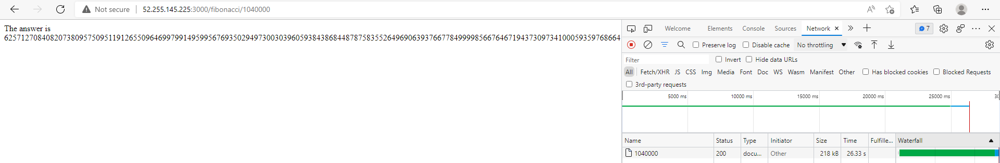 Not secure 52.255.145.225:3000/fibonacci/1040000
The answer is
6257127084082073809575095119126550964699799149599567693502949730030396059384386844878758355264969063937667784999985667646719437309734100059359768664
Welcome Elements Console Sources Network 7
Preserve log Disable cache No throttling
Filter Invert Hide data URLs
All Fetch/XHR JS CSS Img Media Font Doc WS Wasm Manifest Other Has blocked cookies Blocked Requests
3rd-party requests
5000 ms 10000 ms 15000 ms 20000 ms 25000 ms 30
Name Status Type Initiator Size Time Fulfille... Waterfall
1040000 200 docu... Other 218 kB 26.33 s